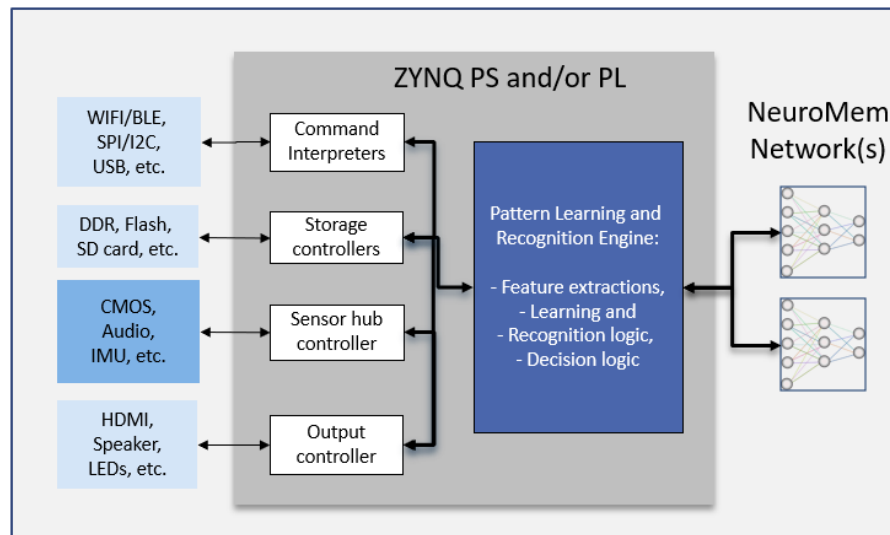 ZYNQ PS and/or PL
WIFI/BLE,
SPI/I2C,
USB, etc.
Command
Interpreters
DDR, Flash,
SD card, etc.
Storage
controllers
CMOS,
Audio,
IMU, etc.
Sensor hub
controller
HDMI,
Speaker,
LEDs, etc.
Output
controller
Pattern Learning and
Recognition Engine:
- Feature extractions,
- Learning and
- Recognition logic,
- Decision logic
NeuroMem
Network(s)